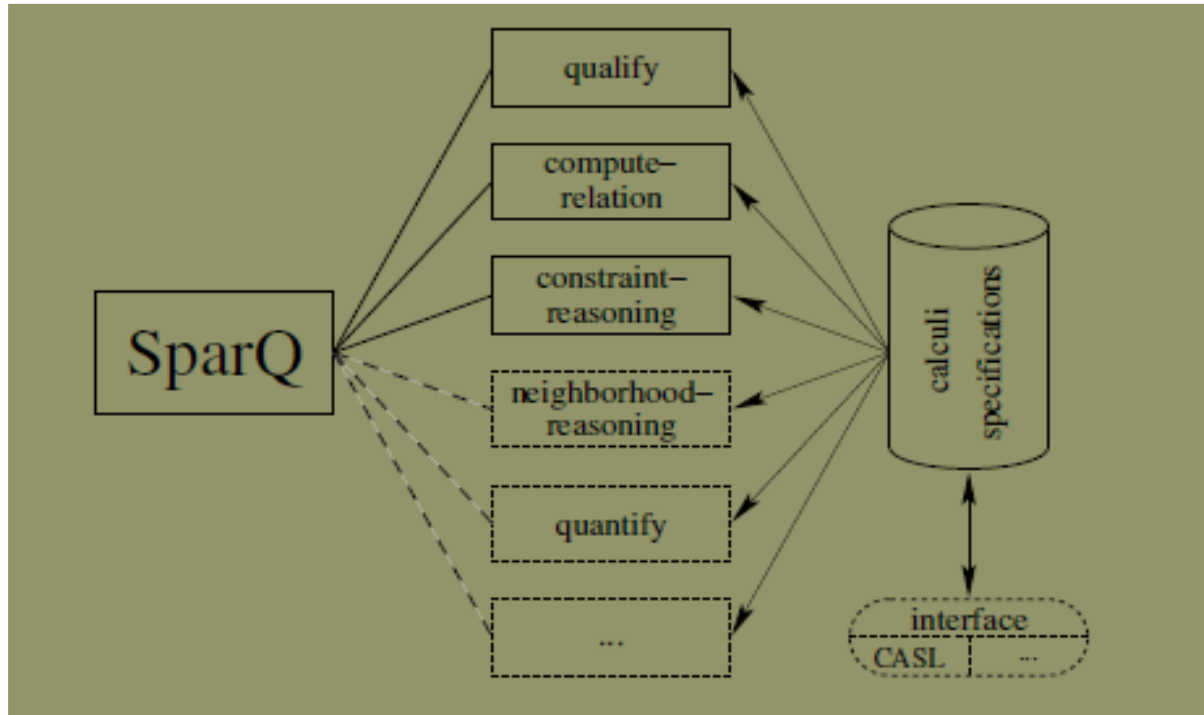 qualify
compute–
relation
constraint–
reasoning
SparQ
neighborhood–
reasoning
quantify
...
calculi
specifications
interface
CASL
...